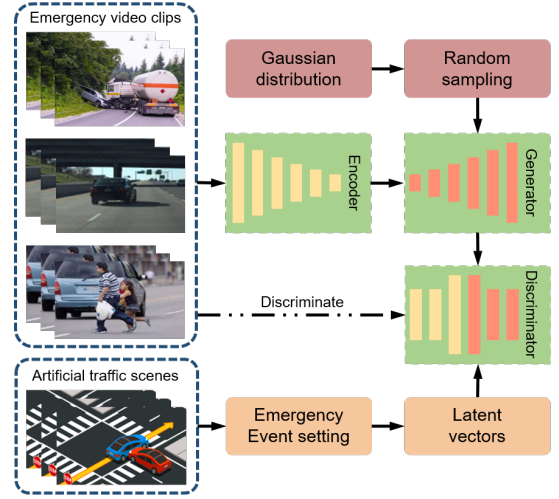 Emergency video clips
Gaussian
distribution
Random
sampling
Encoder
Generator
Discriminate
Discriminator
Artificial traffic scenes
Emergency
Event setting
Latent
vectors